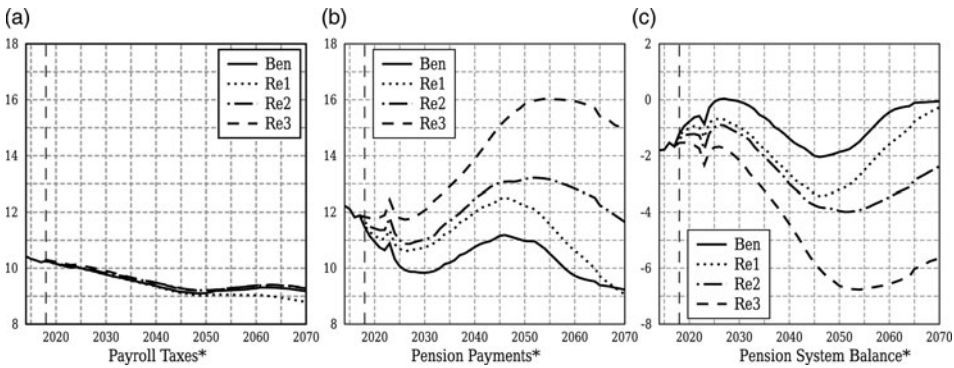 (a)
18
16
14
12
10
8
Ben
Re1
Re2
Re3
2020 2030 2040 2050 2060 2070
Payroll Taxes*
(b)
18
16
14
12
10
8
Ben
Re1
Re2
Re3
2020 2030 2040 2050 2060 2070
Pension Payments*
(c)
2
0
-2
-4
-6
-8
Ben
Re1
Re2
Re3
2020 2030 2040 2050 2060 2070
Pension System Balance*